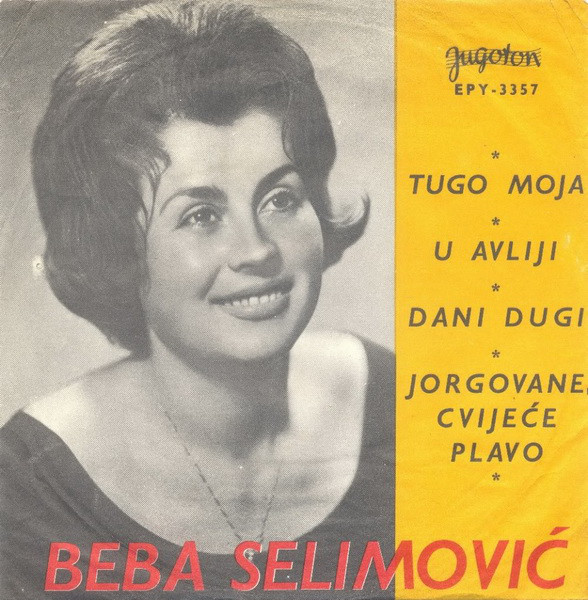 Jugoton
EPY-3357
*
TUGO MOJA
*
U AVLIJI
*
DANI DUGI
*
JORGOVANE,
CVIJEĆE
PLAVO
*
BEBA SELIMOVIĆ